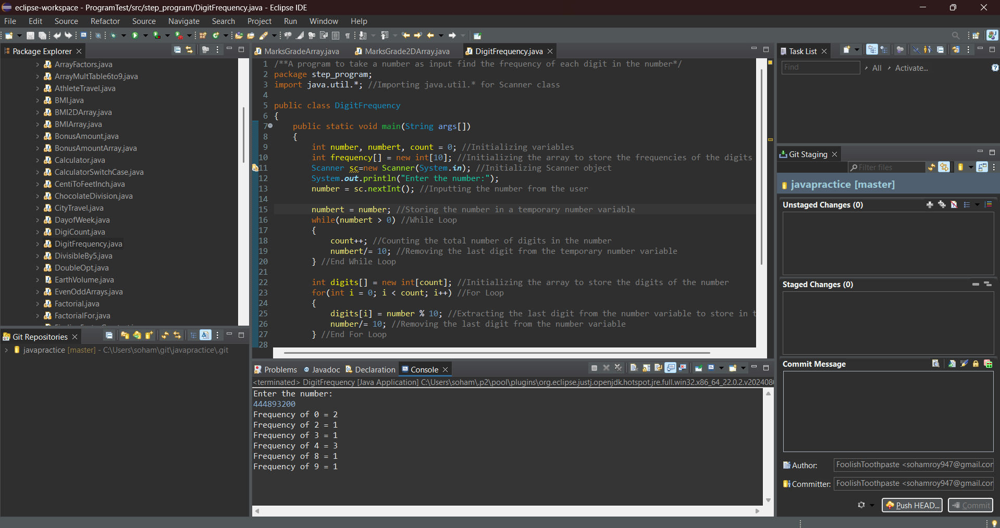 eclipse-workspace - ProgramTest/src/step_program/DigitFrequency.java - Eclipse IDE
File Edit Source Refactor Source Navigate Search Project Run Window Help
Package Explorer
ArrayFactors.java
ArrayMultTable6to9.java
AthleteTravel.java
BMI.java
BMI2DArray.java
BMIArray.java
BonusAmount.java
BonusAmountArray.java
Calculator.java
CalculatorSwitchCase.java
CentiToFeetInch.java
ChocolateDivision.java
CityTravel.java
DayofWeek.java
DigiCount.java
DigitFrequency.java
DivisibleBy5.java
DoubleOpt.java
EarthVolume.java
EvenOddArrays.java
Factorial.java
FactorialFor.java
Git Repositories
javapractice [master] - C:\Users\soham\git\javapractice\.git
MarksGradeArray.java MarksGrade2DArray.java DigitFrequency.java
1 /**A program to take a number as input find the frequency of each digit in the number*/
2 package step_program;
3 import java.util.*; //Importing java.util.* for Scanner class
4
5 public class DigitFrequency
6 {
7 public static void main(String args[])
8 {
9 int number, numbert, count = 0; //Initializing variables
10 int frequency[] = new int[10]; //Initializing the array to store the frequencies of the digits
11 Scanner sc=new Scanner(System.in); //Initializing Scanner object
12 System.out.println("Enter the number:");
13 number = sc.nextInt(); //Inputting the number from the user
14
15 numbert = number; //Storing the number in a temporary number variable
16 while(numbert > 0) //While Loop
17 {
18 count++; //Counting the total number of digits in the number
19 numbert/= 10; //Removing the last digit from the temporary number variable
20 } //End While Loop
21
22 int digits[] = new int[count]; //Initializing the array to store the digits of the number
23 for(int i = 0; i < count; i++) //For Loop
24 {
25 digits[i] = number % 10; //Extracting the last digit from the number variable to store in t
26 number/= 10; //Removing the last digit from the number variable
27 } //End For Loop
28
Problems Javadoc Declaration Console
<terminated> DigitFrequency [Java Application] C:\Users\soham\.p2\pool\plugins\org.eclipse.justj.openjdk.hotspot.jre.full.win32.x86_64_22.0.2.v202408
Enter the number:
444893200
Frequency of 0 = 2
Frequency of 2 = 1
Frequency of 3 = 1
Frequency of 4 = 3
Frequency of 8 = 1
Frequency of 9 = 1
Task List
Find All Activate...
Git Staging
Filter files
javapractice [master]
Unstaged Changes (0)
Staged Changes (0)
Commit Message
Author: FoolishToothpaste <sohamroy947@gmail.cor
Committer: FoolishToothpaste <sohamroy947@gmail.cor
Push HEAD... Commit